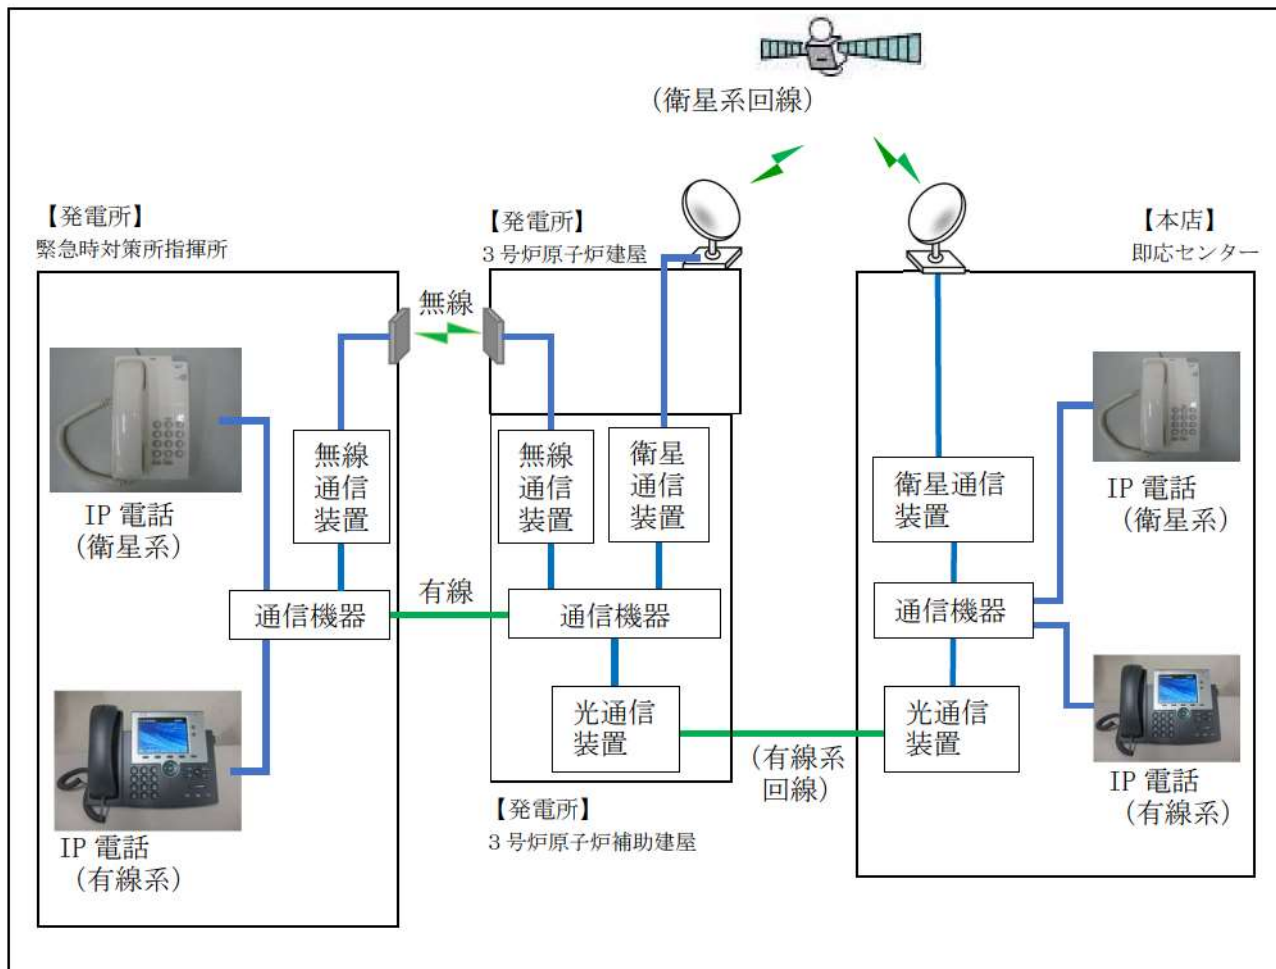 （衛星系回線）
【発電所】
緊急時対策所指揮所
【発電所】
３号炉原子炉建屋
【本店】
即応センター
無線
無線
通信
装置
無線
通信
装置
衛星
通信
装置
衛星通信
装置
IP 電話
（衛星系）
IP 電話
（衛星系）
有線
通信機器
通信機器
通信機器
光通信
装置
光通信
装置
（有線系
回線）
IP 電話
（有線系）
IP 電話
（有線系）
【発電所】
３号炉原子炉補助建屋